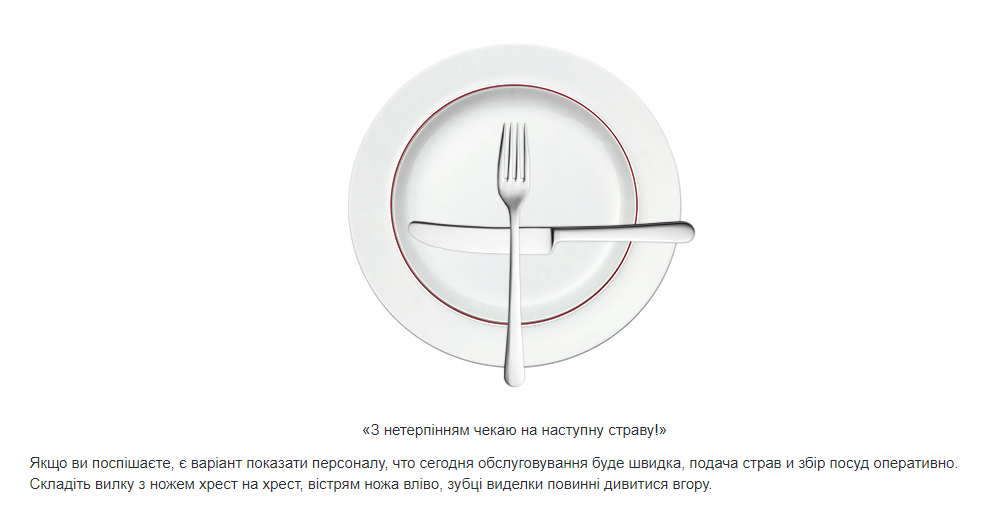 «З нетерпінням чекаю на наступну страву!»
Якщо ви поспішаєте, є варіант показати персоналу, что сегодня обслуговування буде швидка, подача страв и збір посуд оперативно.
Складіть вилку з ножем хрест на хрест, вістрям ножа вліво, зубці виделки повинні дивитися вгору.